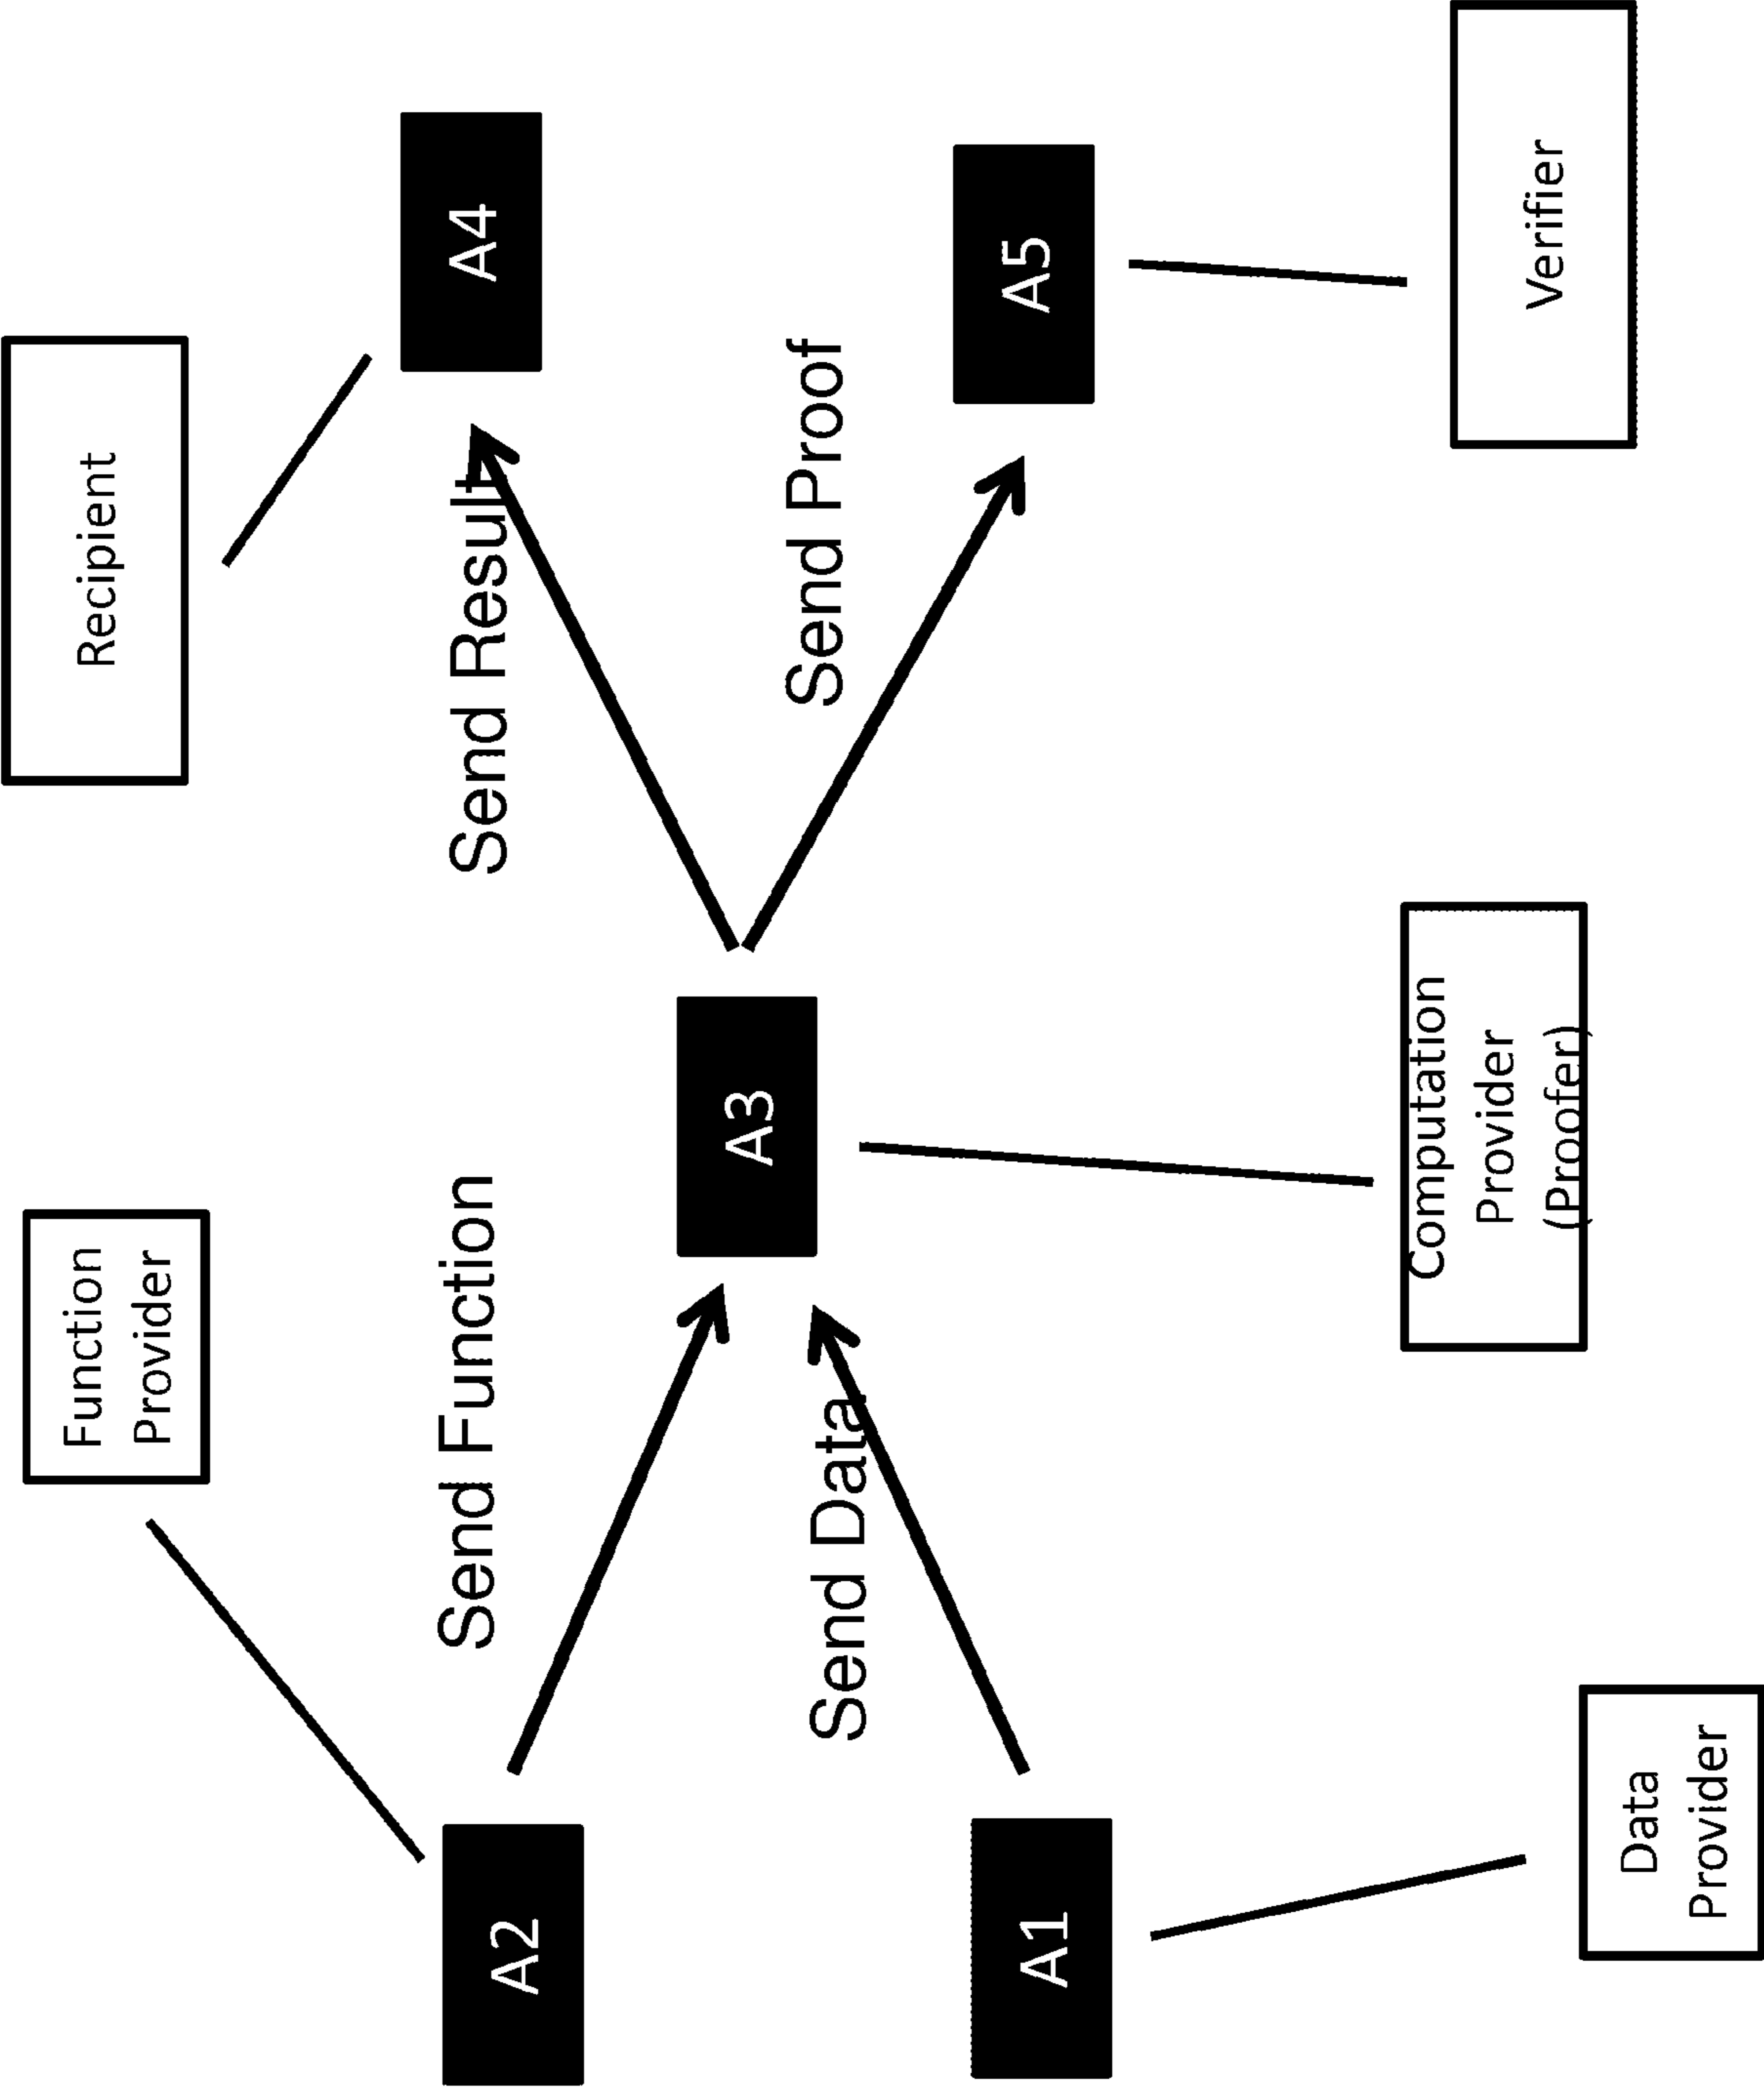 Function
Provider
Recipient
A2
Send Function
Send Result
A4
A3
Send Data
Send Proof
A1
A5
Computation
Provider
(Proofer)
Verifier
Data
Provider